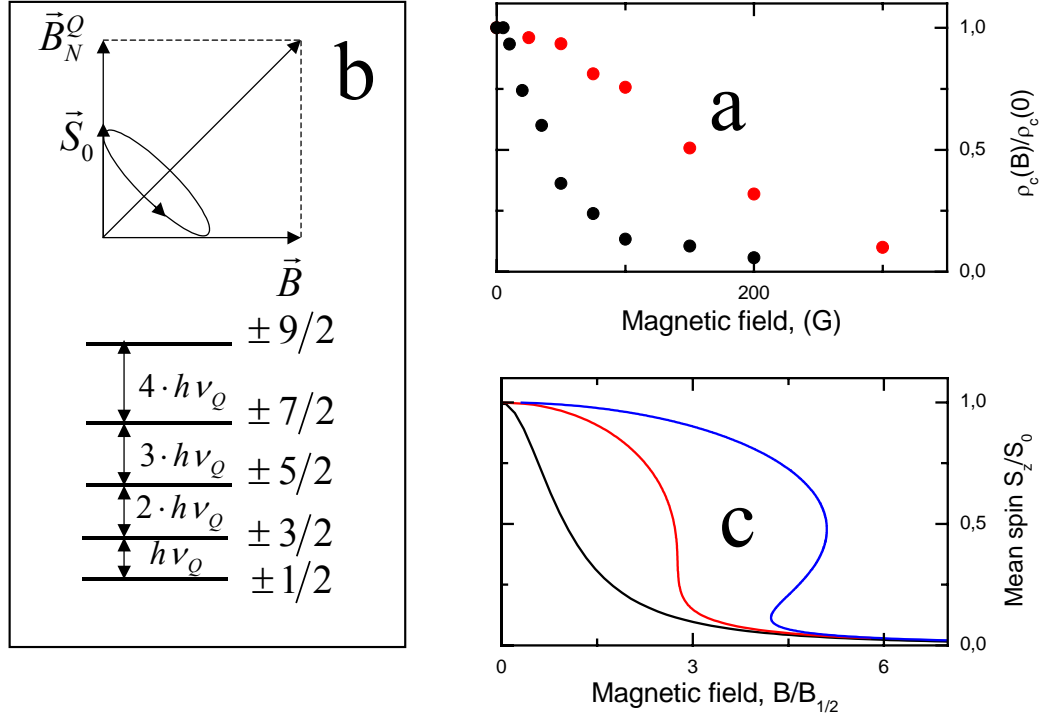 B⃗_N^Q
b
S⃗_0
B⃗
± 9/2
4 · hν_Q
± 7/2
3 · hν_Q
± 5/2
2 · hν_Q
± 3/2
hν_Q
± 1/2
a
1,0
0,5
0,0
ρ_c(B)/ρ_c(0)
0 200
Magnetic field, (G)
c
1,0
0,5
0,0
Mean spin S_z/S_0
0 3 6
Magnetic field, B/B_{1/2}